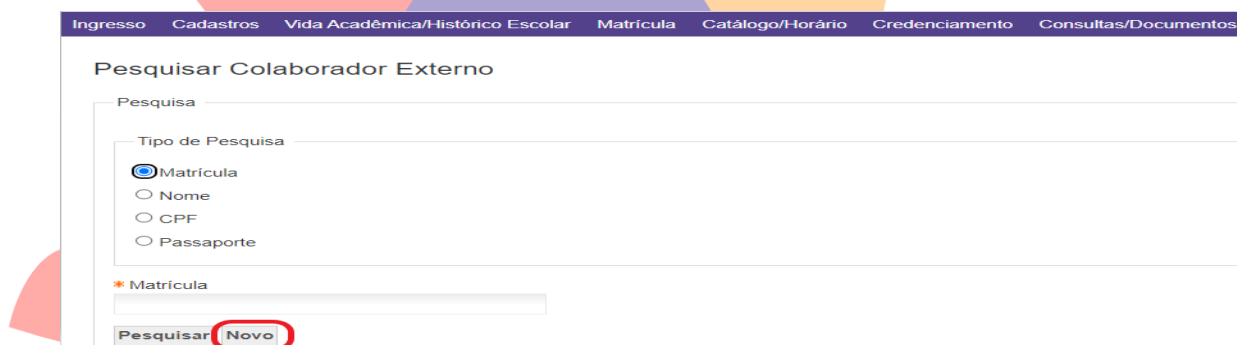 Ingresso Cadastros Vida Acadêmica/Histórico Escolar Matrícula Catálogo/Horário Credenciamento Consultas/Documentos
Pesquisar Colaborador Externo
Pesquisa
Tipo de Pesquisa
Matrícula
Nome
CPF
Passaporte
* Matrícula
Pesquisar Novo